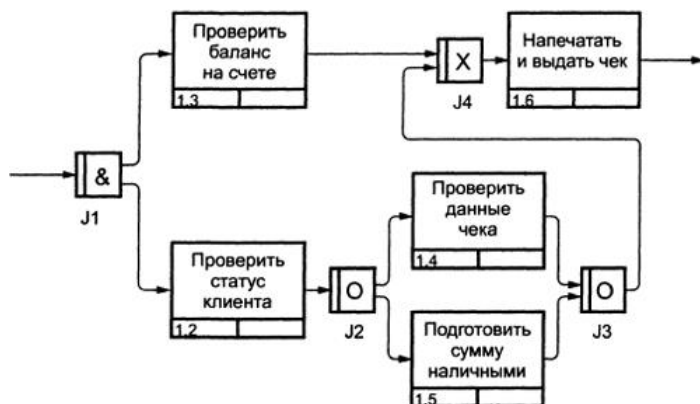 Проверить
баланс
на счете
1.3
X
J4
Напечатать
и выдать чек
1.6
&
J1
Проверить
данные
чека
1.4
Проверить
статус
клиента
1.2
O
J2
O
J3
Подготовить
сумму
наличными
1.5